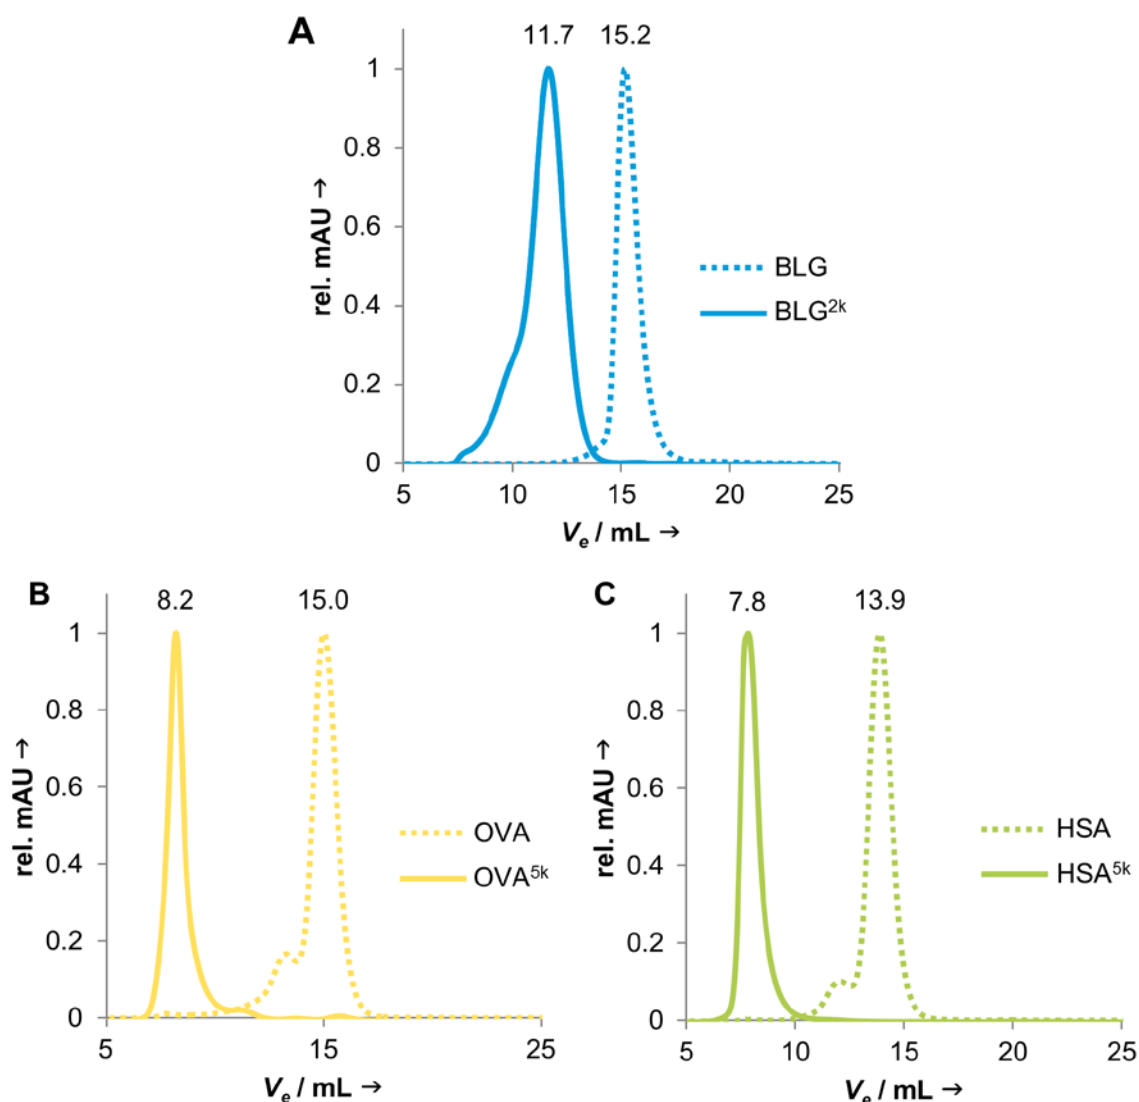 A
11.7 15.2
1
0.8
0.6
0.4
0.2
0
rel. mAU →
BLG
BLG²ᵏ
5 10 15 20 25
Vₑ / mL →
B
8.2 15.0
1
0.8
0.6
0.4
0.2
0
rel. mAU →
OVA
OVA⁵ᵏ
5 15 25
Vₑ / mL →
C
7.8 13.9
1
0.8
0.6
0.4
0.2
0
rel. mAU →
HSA
HSA⁵ᵏ
5 10 15 20 25
Vₑ / mL →